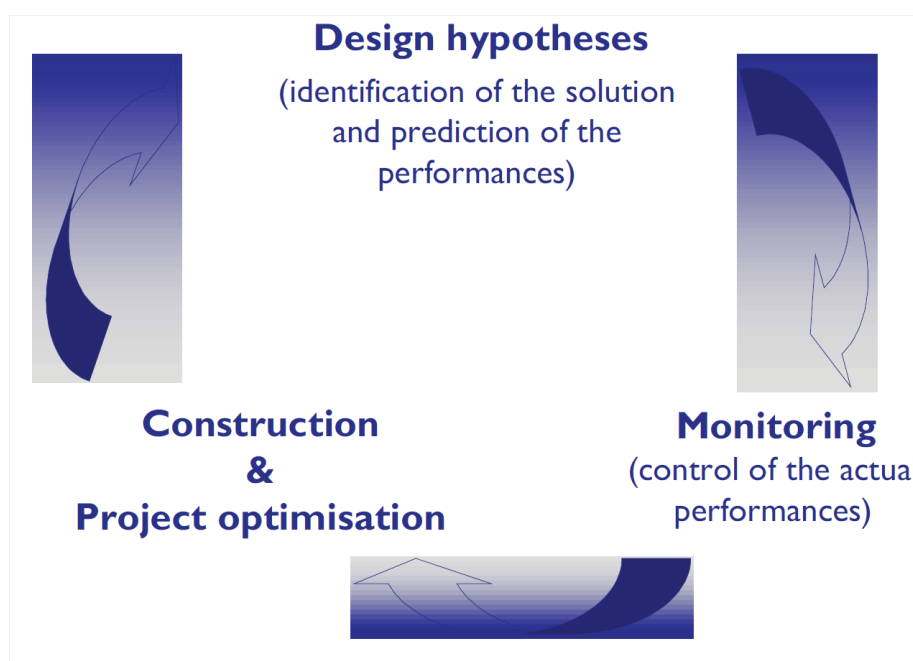 Design hypotheses
(identification of the solution
and prediction of the
performances)
Construction
&
Project optimisation
Monitoring
(control of the actua
performances)